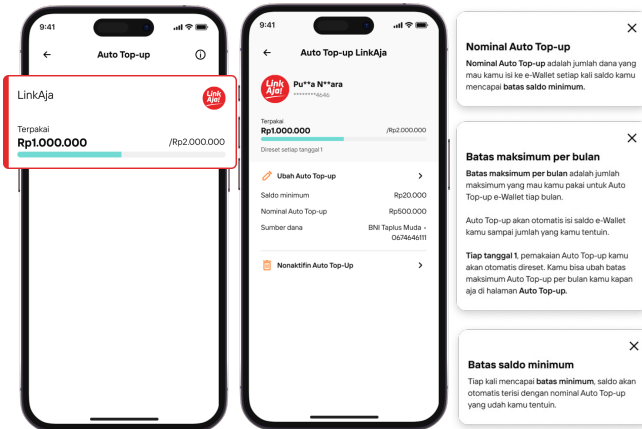 9:41
Auto Top-up
LinkAja
Link
Aja!
Terpakai
Rp1.000.000
/Rp2.000.000
9:41
Auto Top-up LinkAja
Link
Aja!
Pu**a N**ara
********4646
Terpakai
Rp1.000.000
/Rp2.000.000
Direset setiap tanggal 1
Ubah Auto Top-up
Saldo minimum
Rp20.000
Nominal Auto Top-up
Rp500.000
Sumber dana
BNI Taplus Muda -
0674646111
Nonaktifin Auto Top-Up
Nominal Auto Top-up
Nominal Auto Top-up adalah jumlah dana yang
mau kamu isi ke e-Wallet setiap kali saldo kamu
mencapai batas saldo minimum.
Batas maksimum per bulan
Batas maksimum per bulan adalah jumlah
maksimum yang mau kamu pakai untuk Auto
Top-up e-Wallet tiap bulan.
Auto Top-up akan otomatis isi saldo e-Wallet
kamu sampai jumlah yang kamu tentuin.
Tiap tanggal 1, pemakaian Auto Top-up kamu
akan otomatis direset. Kamu bisa ubah batas
maksimum Auto Top-up per bulan kamu kapan
aja di halaman Auto Top-up.
Batas saldo minimum
Tiap kali mencapai batas minimum, saldo akan
otomatis terisi dengan nominal Auto Top-up
yang udah kamu tentuin.